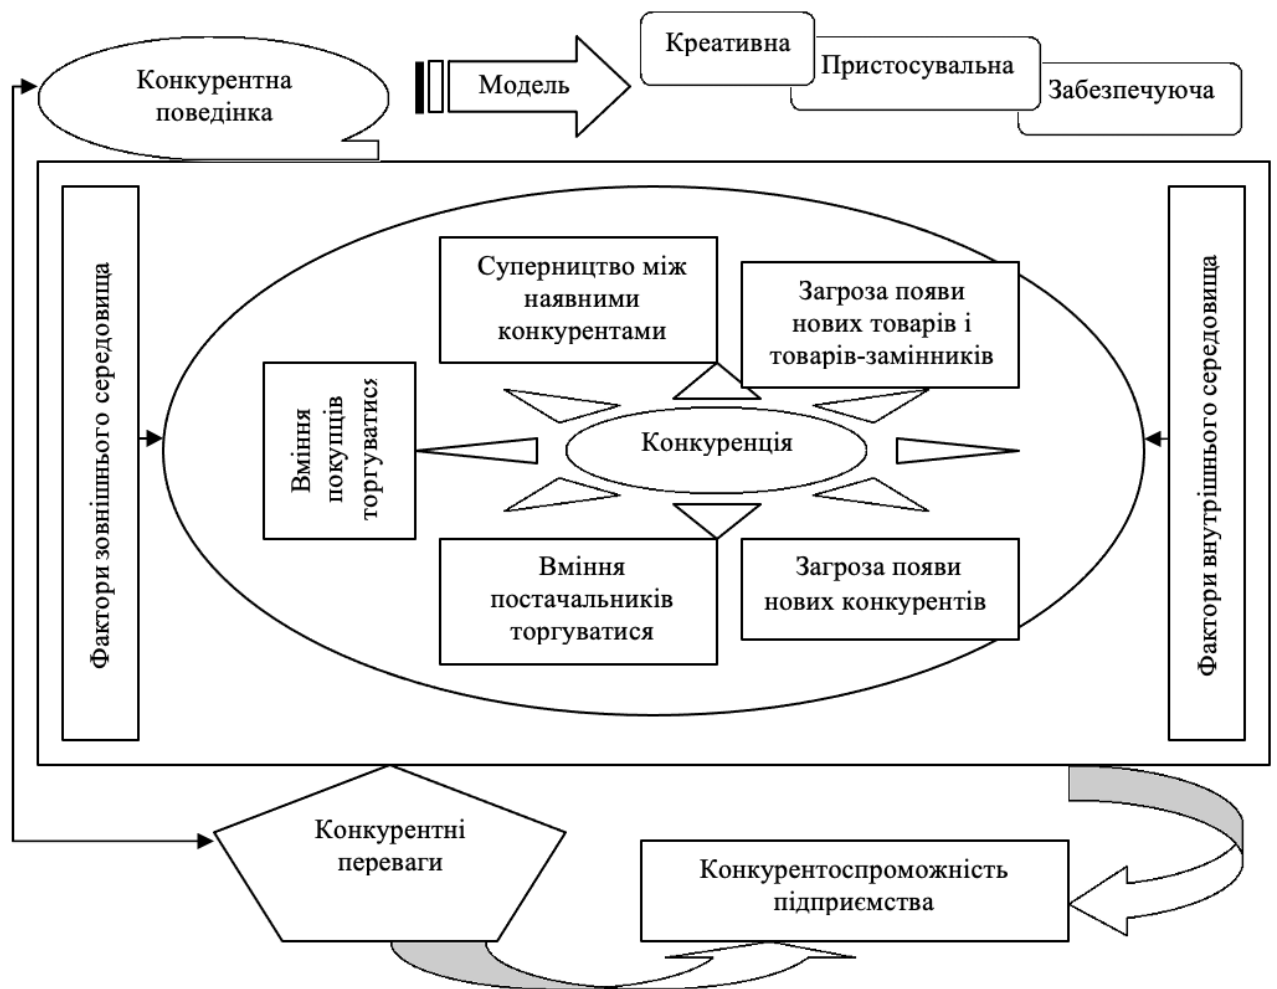 Конкурентна
поведінка
Модель
Креативна
Пристосувальна
Забезпечуюча
Фактори зовнішнього середовища
Суперництво між
наявними
конкурентами
Загроза появи
нових товарів і
товарів-замінників
Вміння
покупців
торгуватися
Конкуренція
Вміння
постачальників
торгуватися
Загроза появи
нових конкурентів
Фактори внутрішнього середовища
Конкурентні
переваги
Конкурентоспроможність
підприємства